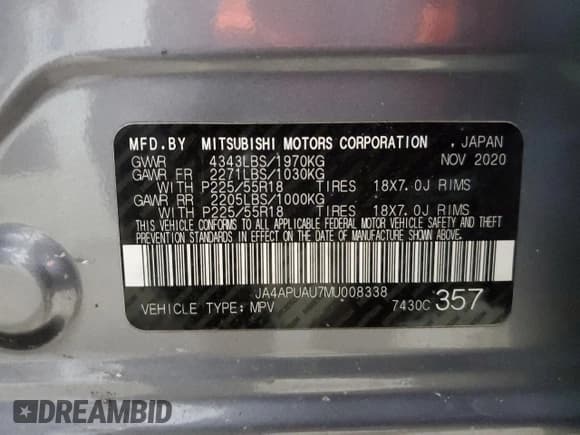 MFD.BY MITSUBISHI MOTORS CORPORATION , JAPAN
GVWR 4343LBS/1970KG NOV 2020
GAWR FR 2271LBS/1030KG
WITH P225/55R18 TIRES 18X7.0J RIMS
GAWR RR 2205LBS/1000KG
WITH P225/55R18 TIRES 18X7.0J RIMS
THIS VEHICLE CONFORMS TO ALL APPLICABLE FEDERAL MOTOR VEHICLE SAFETY AND THEFT
PREVENTION STANDARDS IN EFFECT ON THE DATE OF MANUFACTURE SHOWN ABOVE.
JA4APUAU7MU008338
VEHICLE TYPE: MPV 7430C 357
DREAMBID